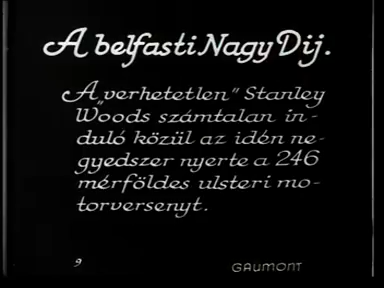 A belfasti Nagy Dij.
A „verhetetlen" Stanley
Woods számtalan in-
duló közül az idén ne-
gyedszer nyerte a 246
mérföldes ulsteri mo-
torversenyt.
9
GAUMONT